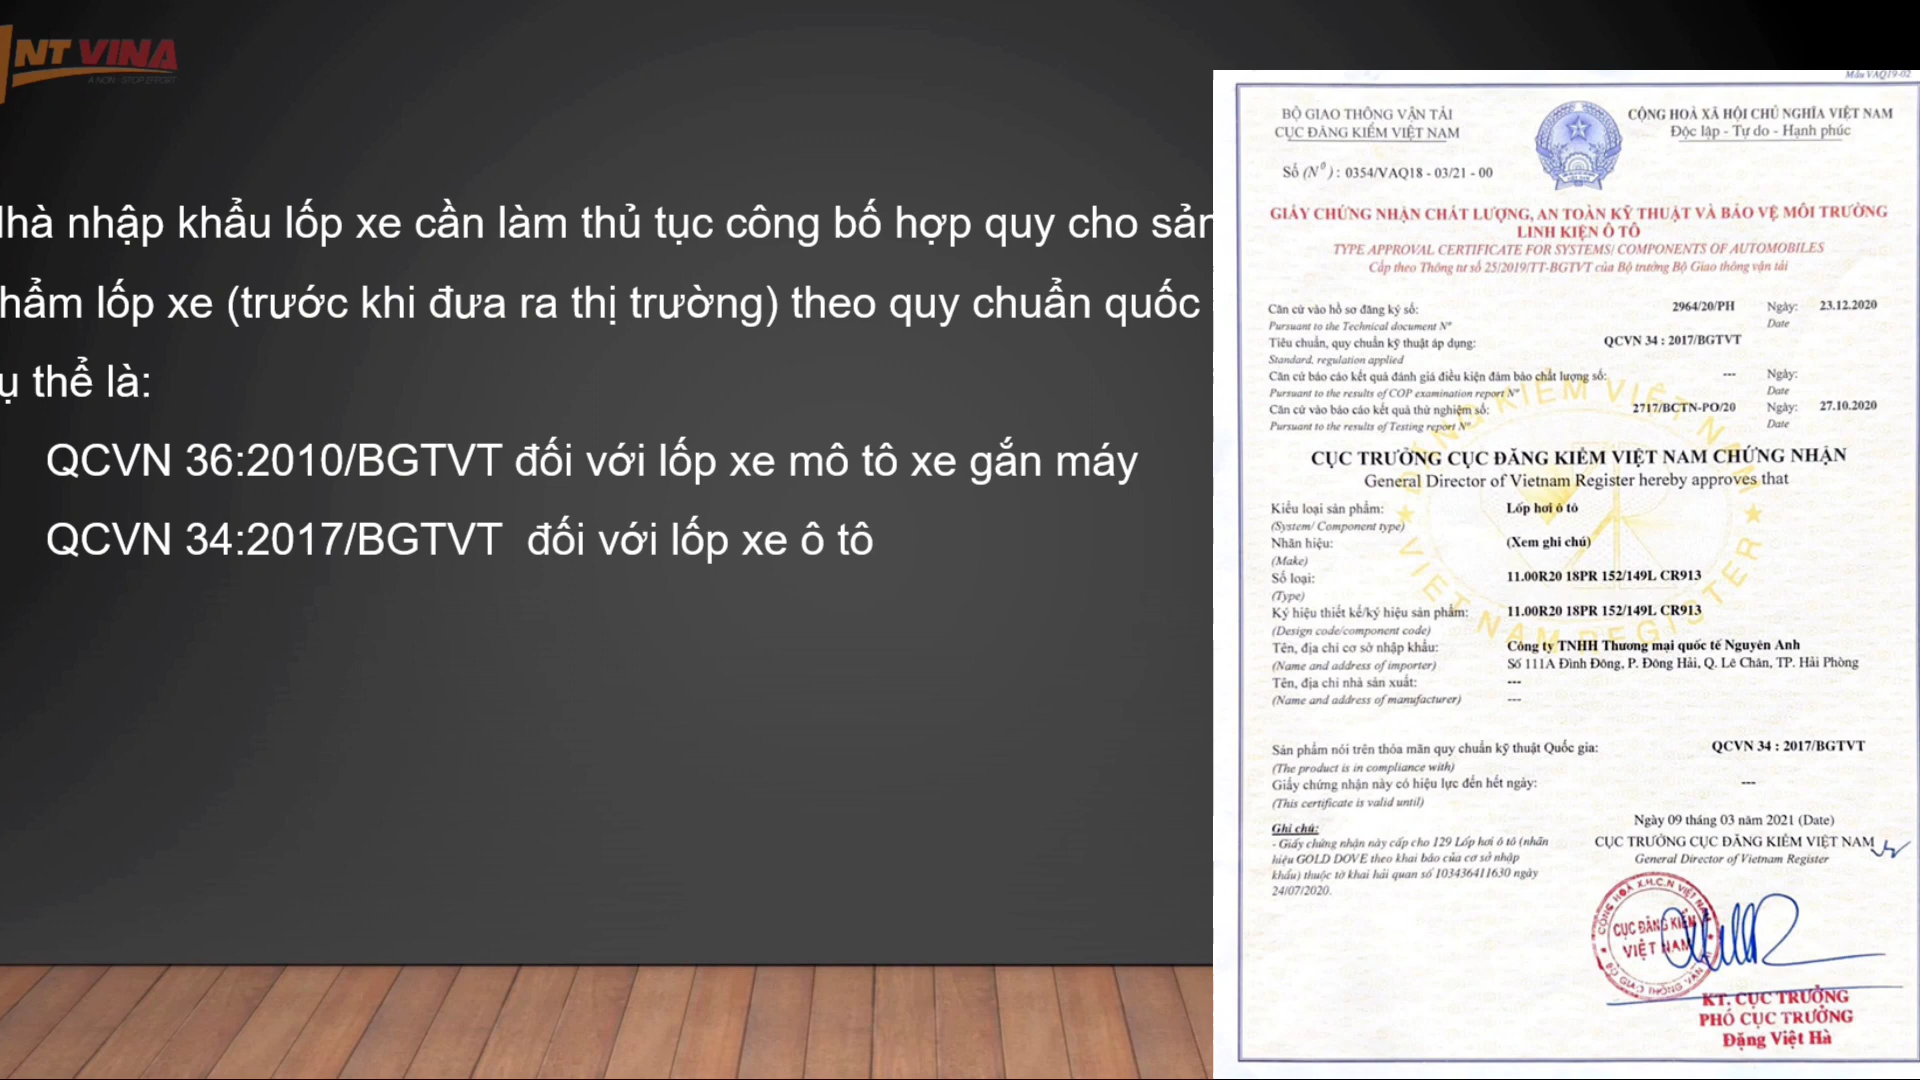 NT VINA
A NON - STOP EFFORT
hà nhập khẩu lốp xe cần làm thủ tục công bố hợp quy cho sản
hẩm lốp xe (trước khi đưa ra thị trường) theo quy chuẩn quốc
ụ thể là:
QCVN 36:2010/BGTVT đối với lốp xe mô tô xe gắn máy
QCVN 34:2017/BGTVT đối với lốp xe ô tô
Mẫu VAQ19-02
BỘ GIAO THÔNG VẬN TẢI
CỤC ĐĂNG KIỂM VIỆT NAM
CỘNG HOÀ XÃ HỘI CHỦ NGHĨA VIỆT NAM
Độc lập - Tự do - Hạnh phúc
Số (N°) : 0354/VAQ18 - 03/21 - 00
GIẤY CHỨNG NHẬN CHẤT LƯỢNG, AN TOÀN KỸ THUẬT VÀ BẢO VỆ MÔI TRƯỜNG
LINH KIỆN Ô TÔ
TYPE APPROVAL CERTIFICATE FOR SYSTEMS/ COMPONENTS OF AUTOMOBILES
Cấp theo Thông tư số 25/2019/TT-BGTVT của Bộ trưởng Bộ Giao thông vận tải
Căn cứ vào hồ sơ đăng ký số: 2964/20/PH Ngày: 23.12.2020
Pursuant to the Technical document N° Date
Tiêu chuẩn, quy chuẩn kỹ thuật áp dụng: QCVN 34 : 2017/BGTVT
Standard, regulation applied
Căn cứ báo cáo kết quả đánh giá điều kiện đảm bảo chất lượng số: --- Ngày:
Pursuant to the results of COP examination report N° Date
Căn cứ vào báo cáo kết quả thử nghiệm số: 2717/BCTN-PO/20 Ngày: 27.10.2020
Pursuant to the results of Testing report N° Date
CỤC TRƯỞNG CỤC ĐĂNG KIỂM VIỆT NAM CHỨNG NHẬN
General Director of Vietnam Register hereby approves that
Kiểu loại sản phẩm: Lốp hơi ô tô
(System/ Component type)
Nhãn hiệu: (Xem ghi chú)
(Make)
Số loại: 11.00R20 18PR 152/149L CR913
(Type)
Ký hiệu thiết kế/ký hiệu sản phẩm: 11.00R20 18PR 152/149L CR913
(Design code/component code)
Tên, địa chỉ cơ sở nhập khẩu: Công ty TNHH Thương mại quốc tế Nguyên Anh
(Name and address of importer) Số 111A Đình Đông, P. Đông Hải, Q. Lê Chân, TP. Hải Phòng
Tên, địa chỉ nhà sản xuất: ---
(Name and address of manufacturer) ---
Sản phẩm nói trên thỏa mãn quy chuẩn kỹ thuật Quốc gia: QCVN 34 : 2017/BGTVT
(The product is in compliance with)
Giấy chứng nhận này có hiệu lực đến hết ngày: ---
(This certificate is valid until)
Ngày 09 tháng 03 năm 2021 (Date)
CỤC TRƯỞNG CỤC ĐĂNG KIỂM VIỆT NAM
General Director of Vietnam Register
Ghi chú:
- Giấy chứng nhận này cấp cho 129 Lốp hơi ô tô (nhãn
hiệu GOLD DOVE theo khai báo của cơ sở nhập
khẩu) thuộc tờ khai hải quan số 103436411630 ngày
24/07/2020.
CỤC ĐĂNG KIỂM
VIỆT NAM
KT. CỤC TRƯỞNG
PHÓ CỤC TRƯỞNG
Đặng Việt Hà